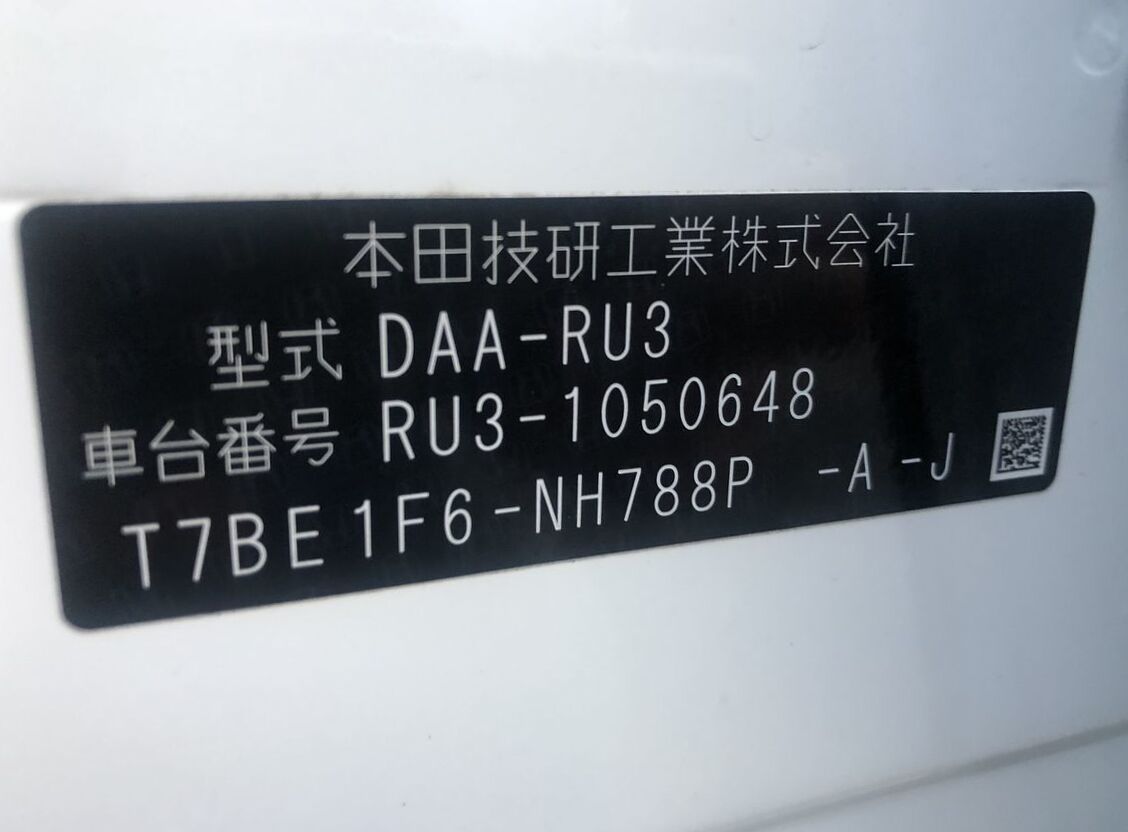 本田技研工業株式会社
型式 DAA-RU3
車台番号 RU3-1050648
T7BE1F6-NH788P -A-J